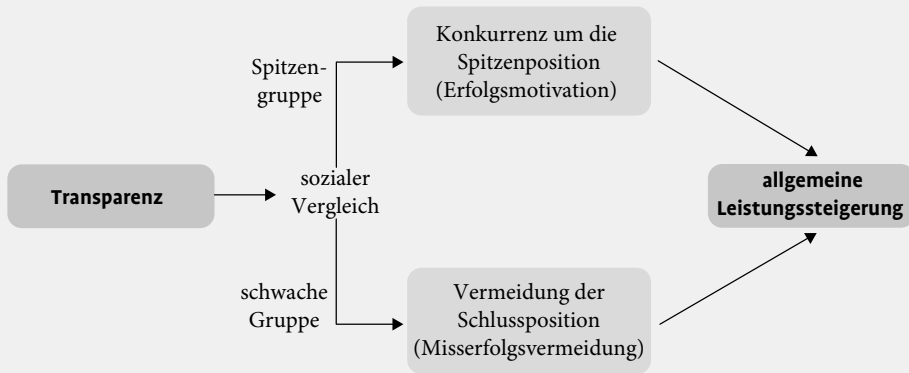 Konkurrenz um die
Spitzenposition
(Erfolgsmotivation)
Spitzen-
gruppe
Transparenz
sozialer
Vergleich
allgemeine
Leistungssteigerung
schwache
Gruppe
Vermeidung der
Schlussposition
(Misserfolgsvermeidung)